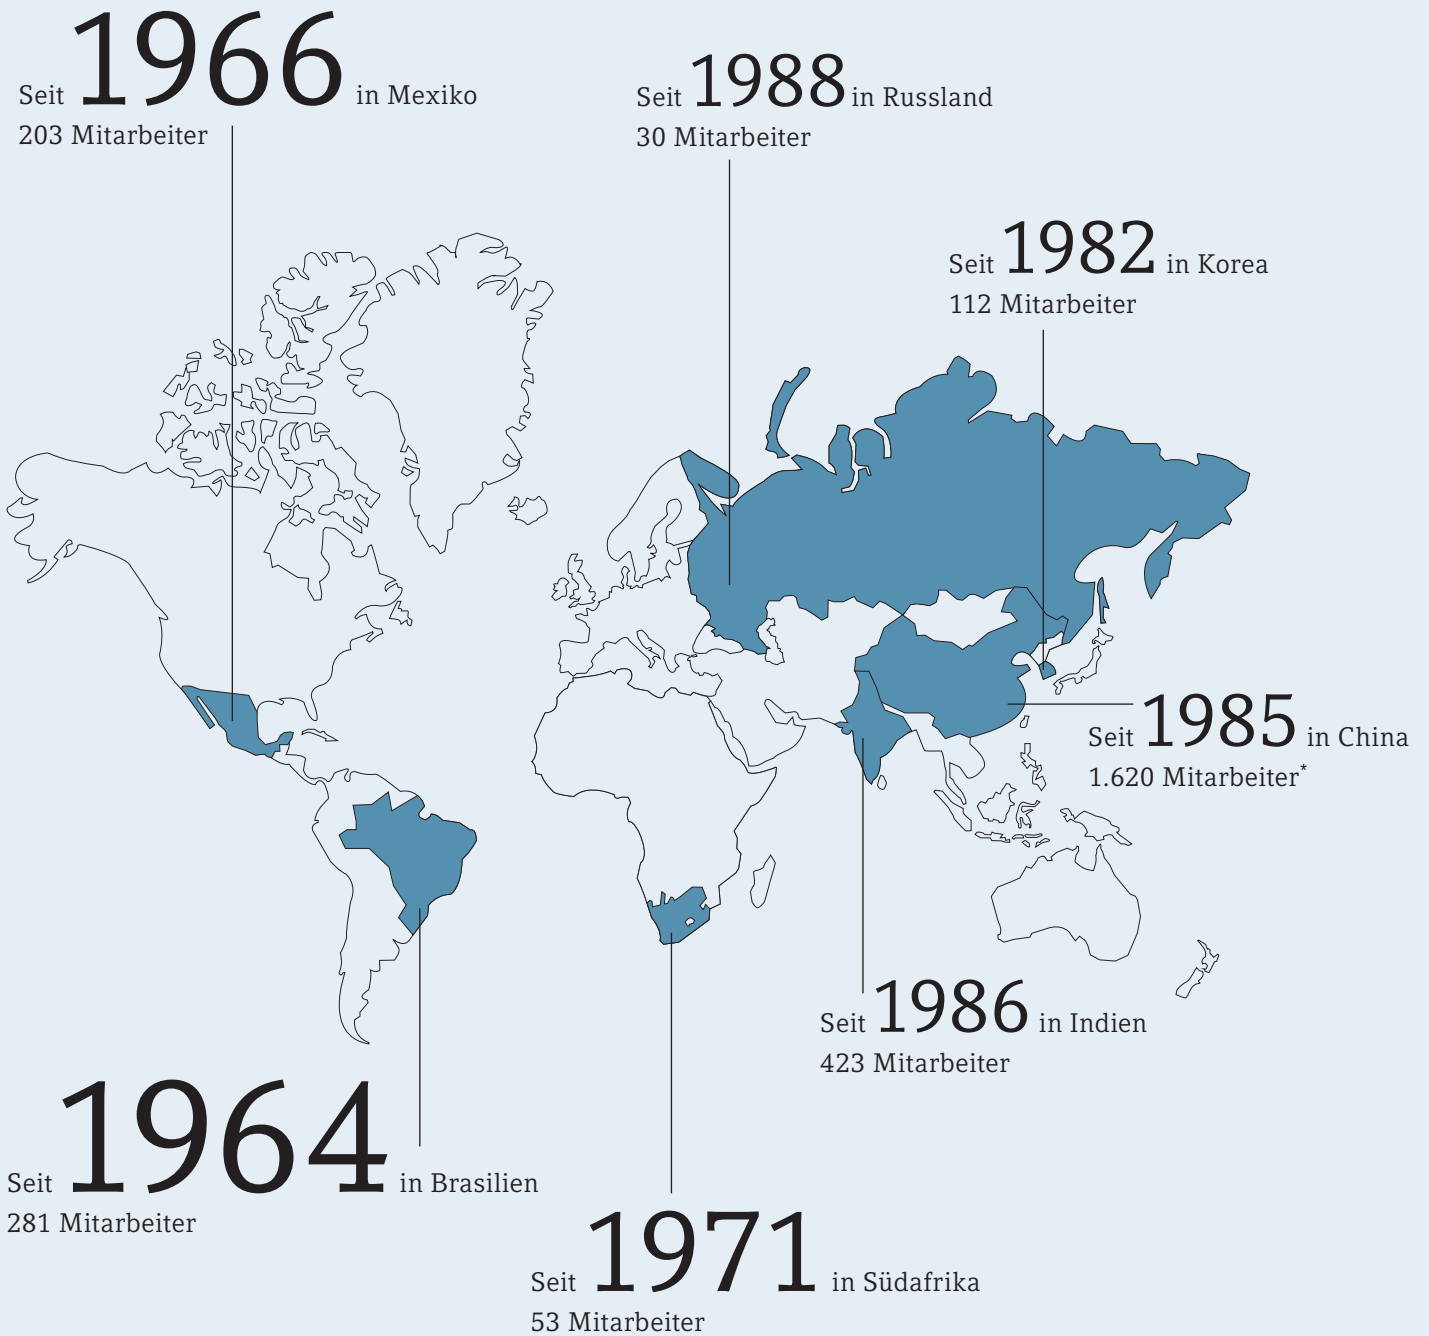 Seit 1966 in Mexiko
203 Mitarbeiter
Seit 1988 in Russland
30 Mitarbeiter
Seit 1982 in Korea
112 Mitarbeiter
Seit 1985 in China
1.620 Mitarbeiter*
Seit 1986 in Indien
423 Mitarbeiter
Seit 1964 in Brasilien
281 Mitarbeiter
Seit 1971 in Südafrika
53 Mitarbeiter